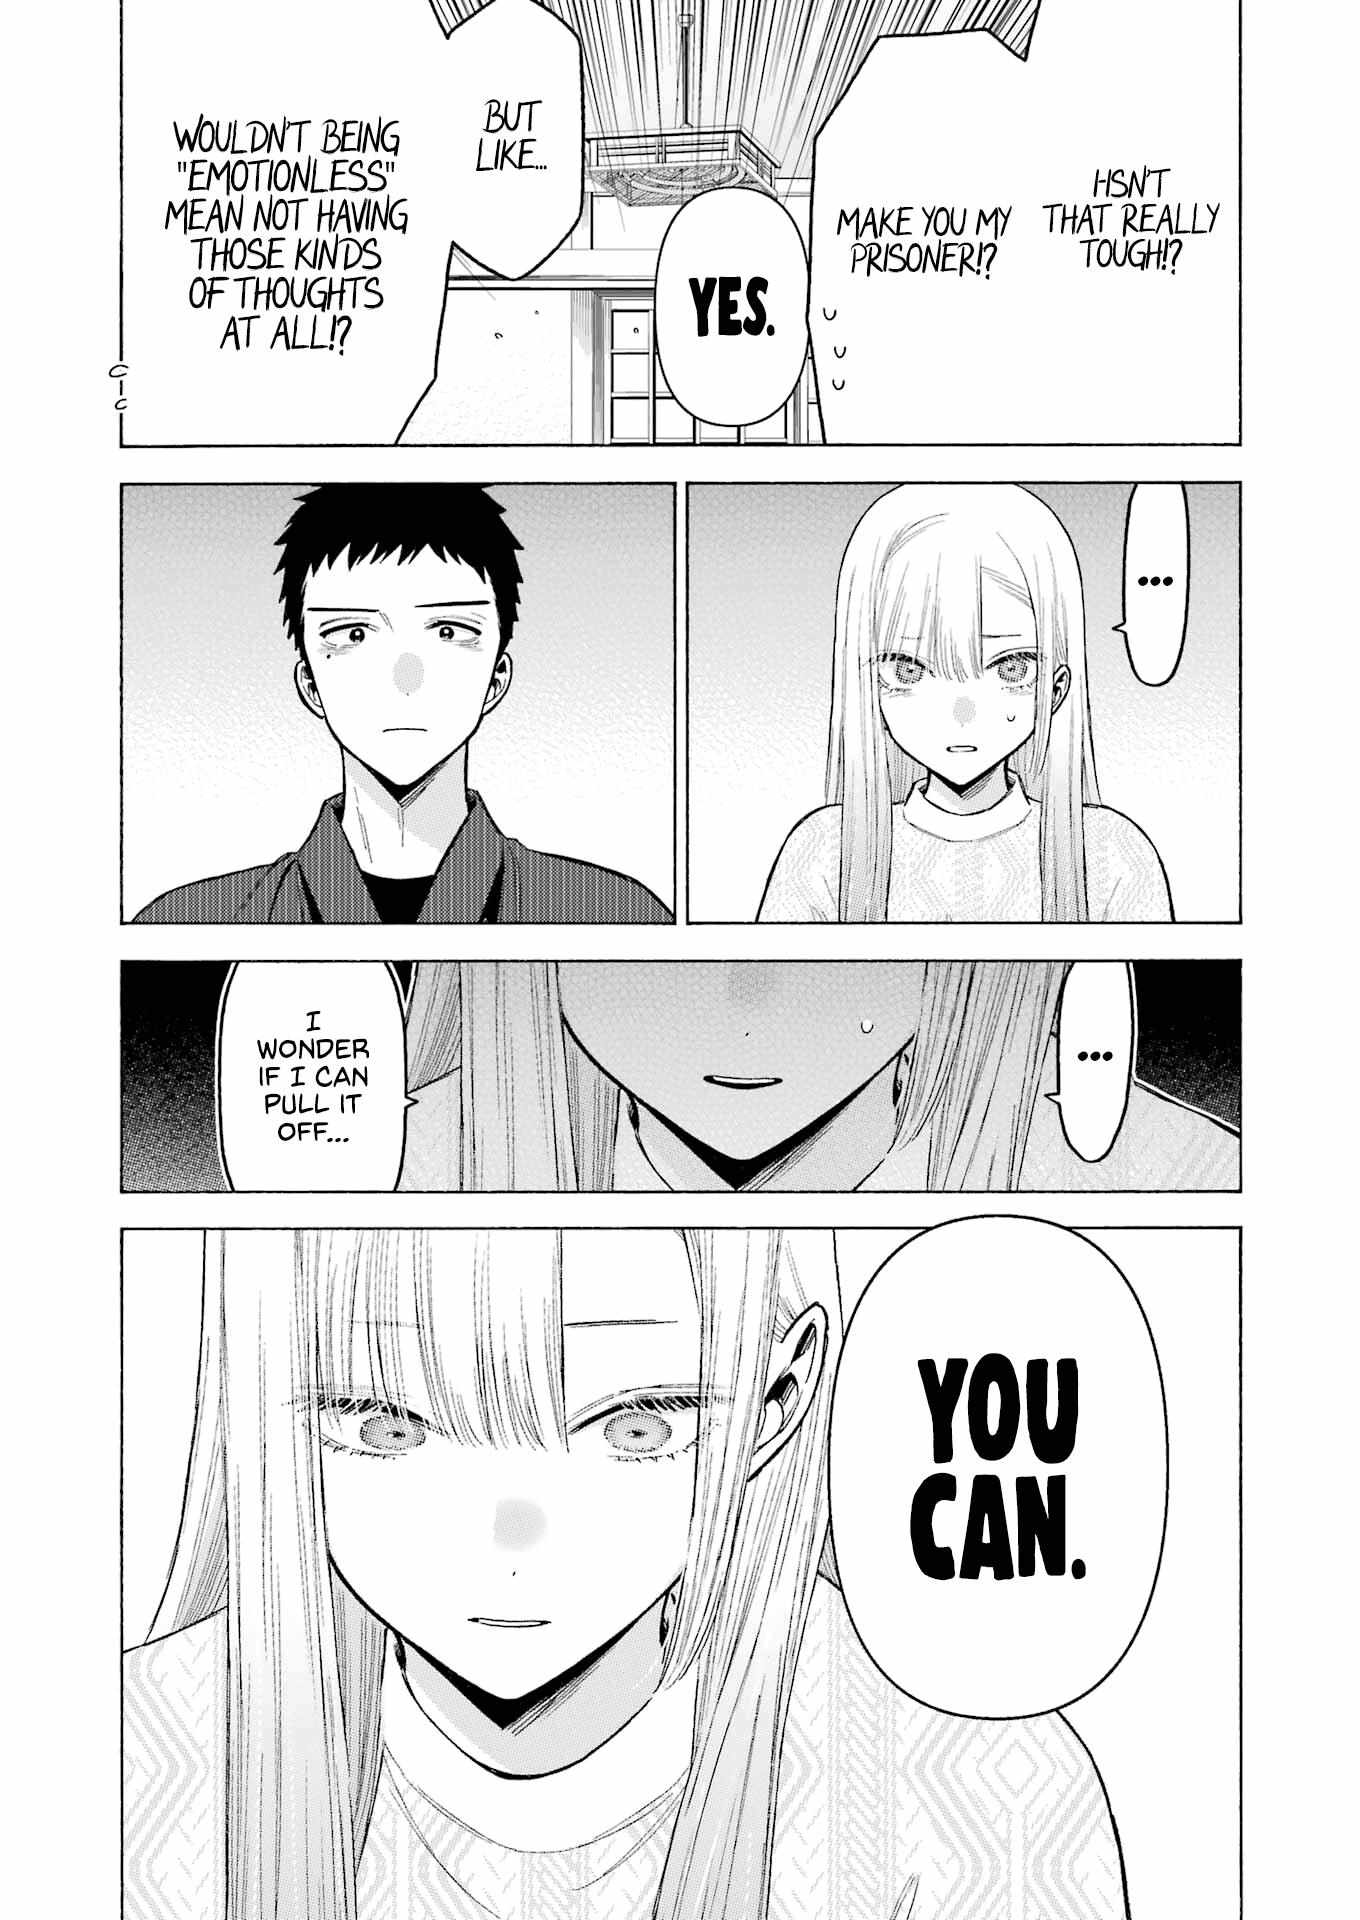 HSN'T
THAT REALLY
TOUGH!?
MAKE YOU MY
PRISONER!?
YES.
BUT
LIKE...
WOULDN'T BEING
"EMOTIONLESS"
MEAN NOT HAVING
THOSE KINDS
OF THOUGHTS
AT ALL!?
...
...
I
WONDER
IF I CAN
PULL IT
OFF...
YOU
CAN.